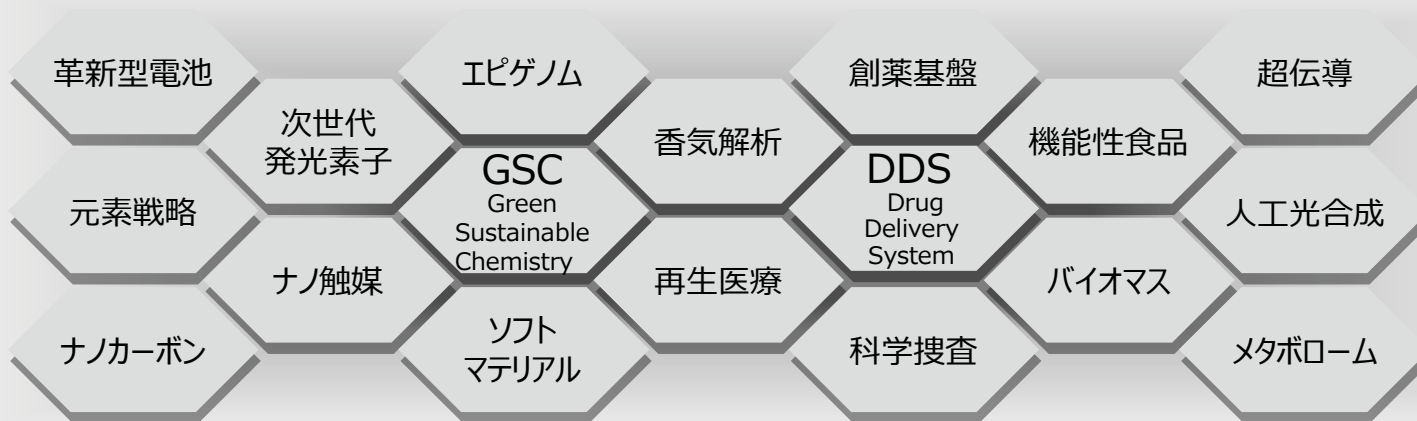 革新型電池
エピゲノム
創薬基盤
超伝導
次世代
発光素子
香気解析
機能性食品
GSC
Green
Sustainable
Chemistry
DDS
Drug
Delivery
System
元素戦略
人工光合成
ナノ触媒
再生医療
バイオマス
ナノカーボン
ソフト
マテリアル
科学捜査
メタボローム